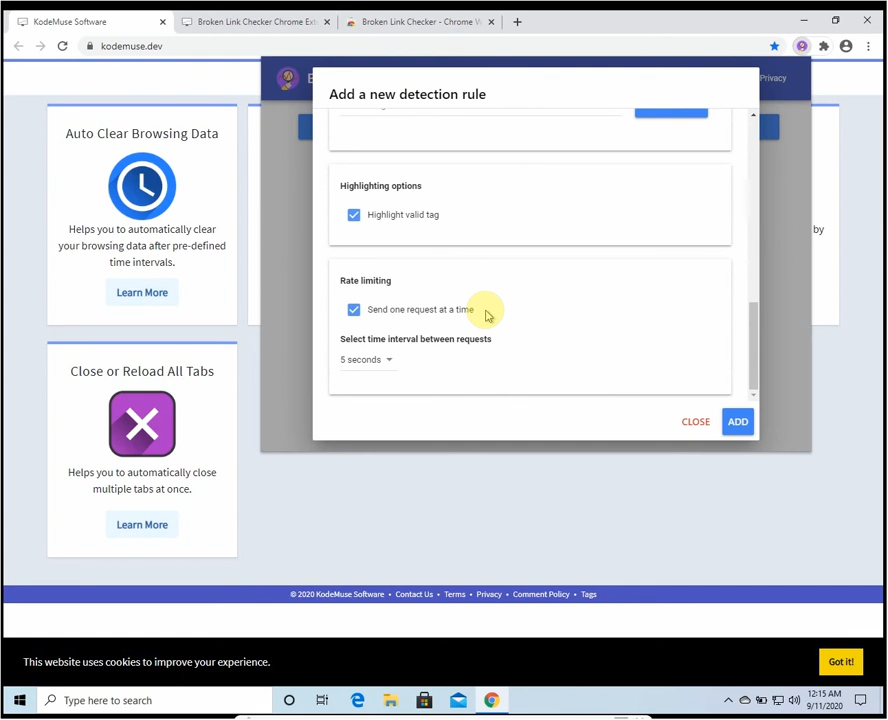 KodeMuse Software
Broken Link Checker Chrome Ext
Broken Link Checker - Chrome
kodemuse.dev
Privacy
Add a new detection rule
Auto Clear Browsing Data
Helps you to automatically clear
your browsing data after pre-defined
time intervals.
Learn More
by
Highlighting options
Highlight valid tag
Rate limiting
Send one request at a time
Select time interval between requests
5 seconds
CLOSE
ADD
Close or Reload All Tabs
Helps you to automatically close
multiple tabs at once.
Learn More
© 2020 KodeMuse Software • Contact Us • Terms • Privacy • Comment Policy • Tags
This website uses cookies to improve your experience.
Got it!
Type here to search
12:15 AM
9/11/2020